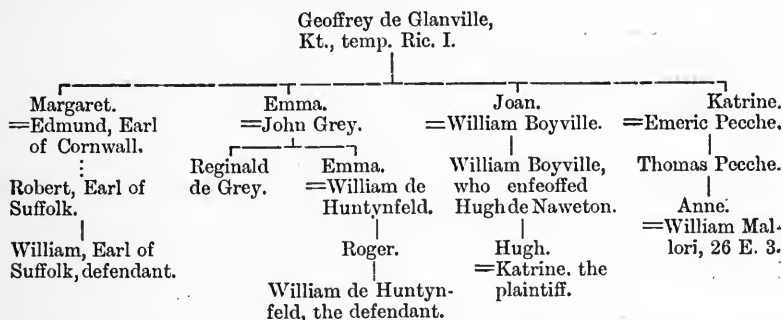 Geoffrey de Glanville,
Kt., temp. Ric. I.
Margaret.
=Edmund, Earl
of Cornwall.
Robert, Earl of
Suffolk.
William, Earl of
Suffolk, defendant.
Emma.
=John Grey.
Reginald
de Grey.
Emma.
=William de
Huntynfeld.
Roger.
William de Huntyn-
feld, the defendant.
Joan.
=William Boyville.
William Boyville,
who enfeoffed
Hugh de Naweton.
Hugh.
=Katrine. the
plaintiff.
Katrine.
=Emeric Pecche.
Thomas Pecche.
Anne.
=William Mal-
lori, 26 E. 3.